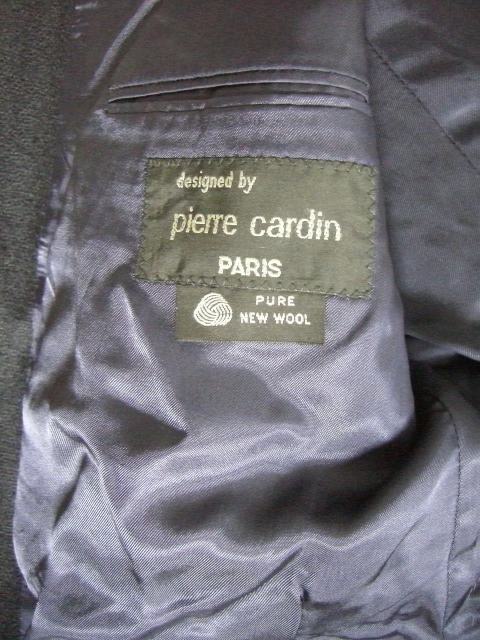 designed by
pierre cardin
PARIS
PURE
NEW WOOL